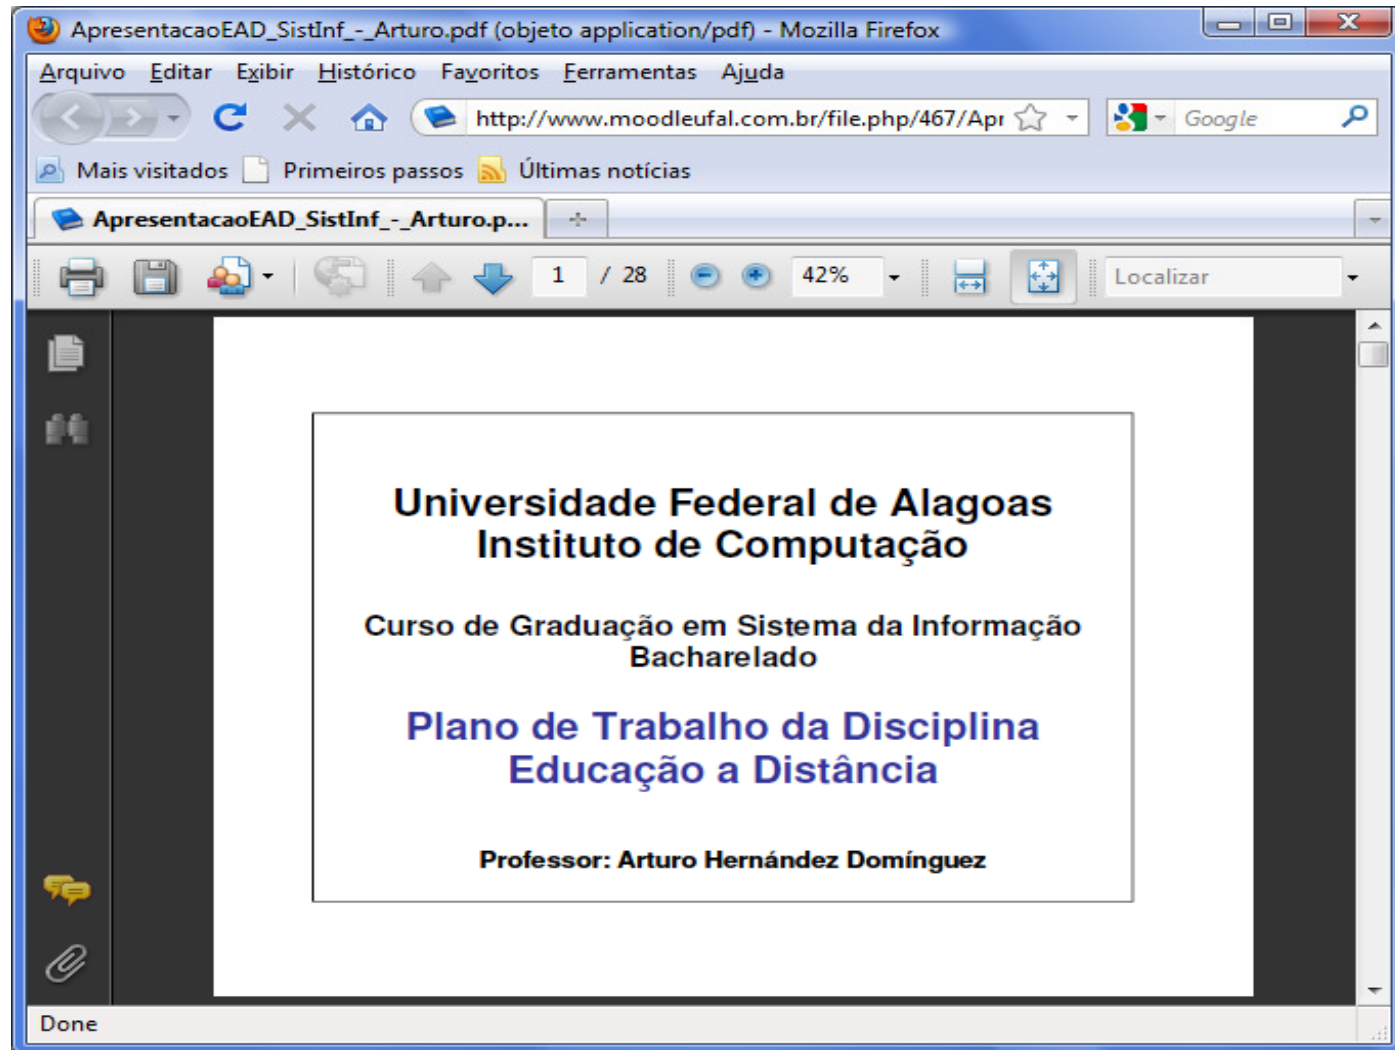 ApresentacaoEAD_SistInf_-_Arturo.pdf (objeto application/pdf) - Mozilla Firefox
Arquivo Editar Exibir Histórico Favoritos Ferramentas Ajuda
http://www.moodleufal.com.br/file.php/467/Apr Google
Mais visitados Primeiros passos Últimas notícias
ApresentacaoEAD_SistInf_-_Arturo.p...
1 / 28 42% Localizar
Universidade Federal de Alagoas
Instituto de Computação
Curso de Graduação em Sistema da Informação
Bacharelado
Plano de Trabalho da Disciplina
Educação a Distância
Professor: Arturo Hernández Domínguez
Done